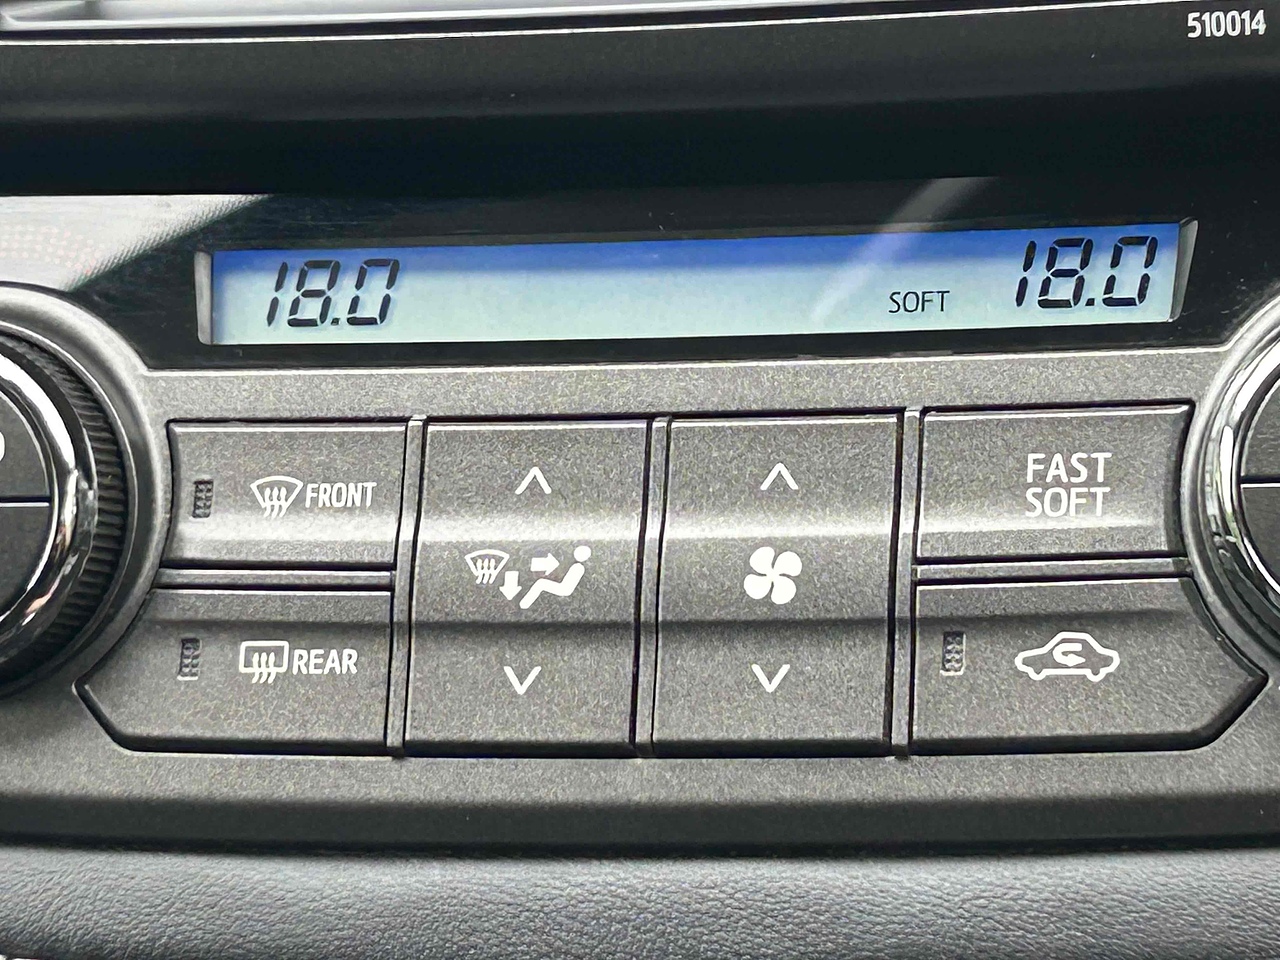 510014
18.0
SOFT
18.0
FRONT
FAST
SOFT
REAR